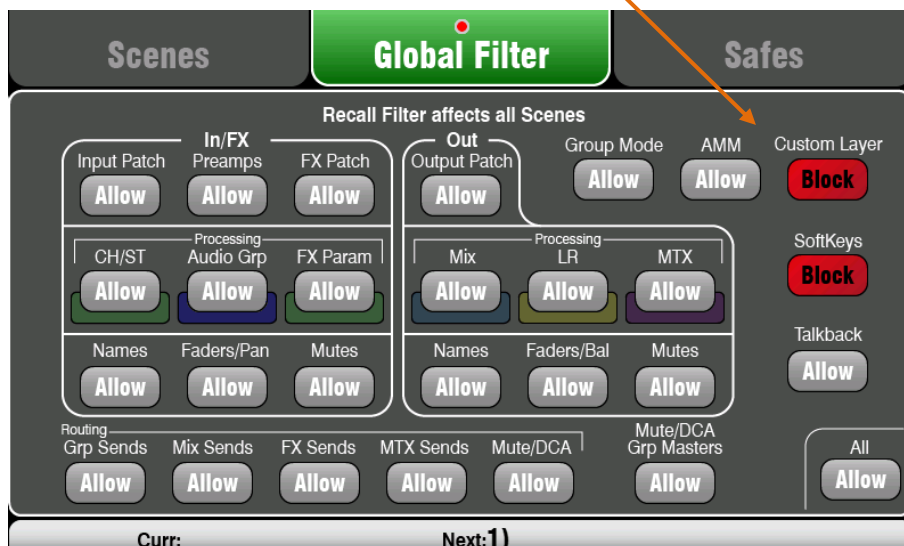 Scenes Global Filter Safes
Recall Filter affects all Scenes
In/FX Out
Input Patch Preamps FX Patch Output Patch Group Mode AMM Custom Layer
Allow Allow Allow Allow Allow Allow Block
Processing Processing SoftKeys
CH/ST Audio Grp FX Param Mix LR MTX Block
Allow Allow Allow Allow Allow Allow
Talkback
Names Faders/Pan Mutes Names Faders/Bal Mutes Allow
Allow Allow Allow Allow Allow Allow
Routing Mute/DCA
Grp Sends Mix Sends FX Sends MTX Sends Mute/DCA Grp Masters All
Allow Allow Allow Allow Allow Allow Allow
Curr: Next:1)